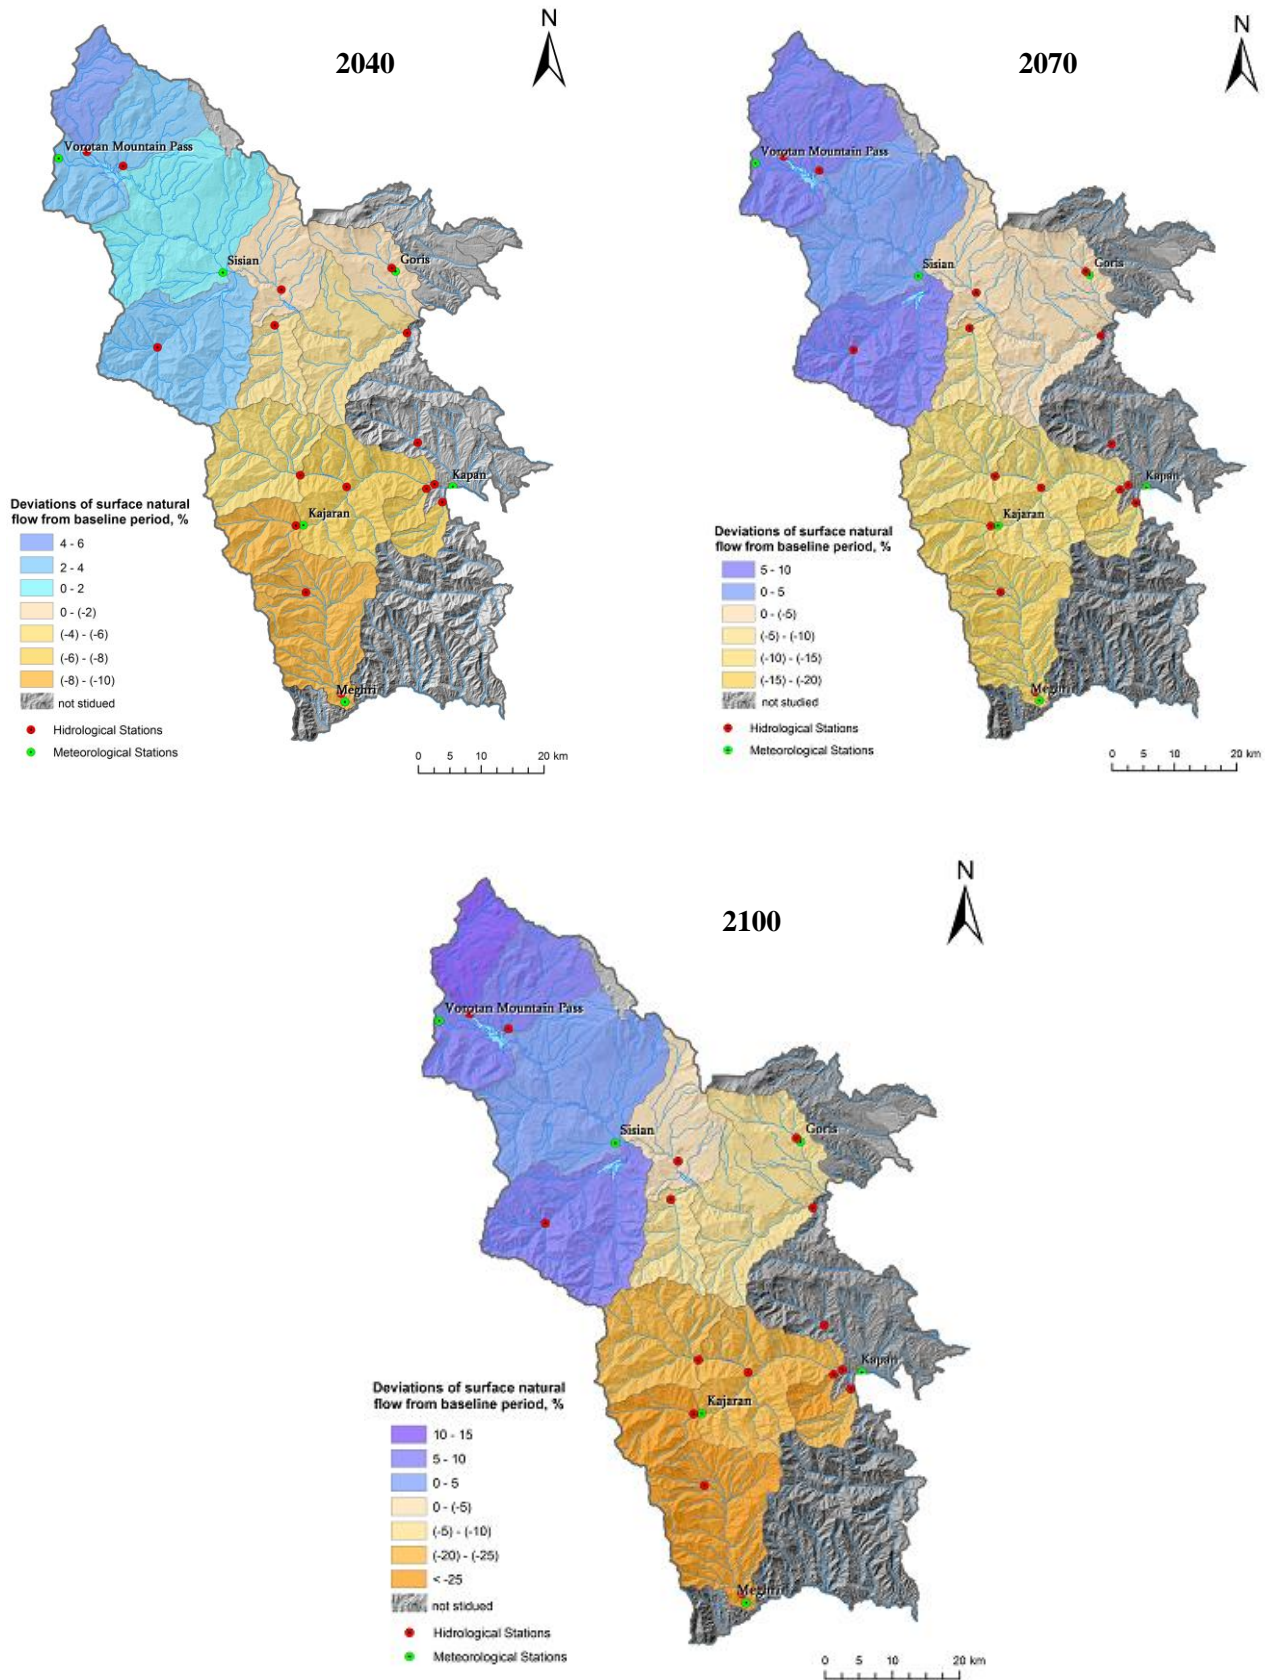 N
2040
Vorotan Mountain Pass
Sisian
Goris
Kapan
Kajaran
Meghri
Deviations of surface natural
flow from baseline period, %
4 - 6
2 - 4
0 - 2
0 - (-2)
(-4) - (-6)
(-6) - (-8)
(-8) - (-10)
not stidued
Hidrological Stations
Meteorological Stations
0 5 10 20 km
N
2070
Vorotan Mountain Pass
Sisian
Goris
Kapan
Kajaran
Meghri
Deviations of surface natural
flow from baseline period, %
5 - 10
0 - 5
0 - (-5)
(-5) - (-10)
(-10) - (-15)
(-15) - (-20)
not studied
Hidrological Stations
Meteorological Stations
0 5 10 20 km
N
2100
Vorotan Mountain Pass
Sisian
Goris
Kapan
Kajaran
Meghri
Deviations of surface natural
flow from baseline period, %
10 - 15
5 - 10
0 - 5
0 - (-5)
(-5) - (-10)
(-20) - (-25)
< -25
not stidued
Hidrological Stations
Meteorological Stations
0 5 10 20 km